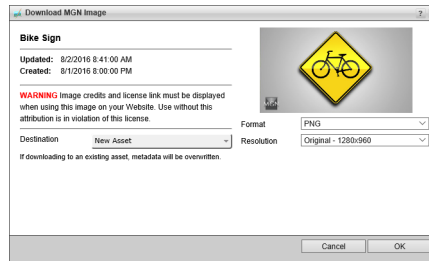 Download MGN Image
?
Bike Sign
Updated: 8/2/2016 8:41:00 AM
Created: 8/1/2016 8:00:00 PM
WARNING Image credits and license link must be displayed
when using this image on your Website. Use without this
attribution is in violation of this license.
Destination New Asset
If downloading to an existing asset, metadata will be overwritten.
MGN
Format PNG
Resolution Original - 1280x960
Cancel OK